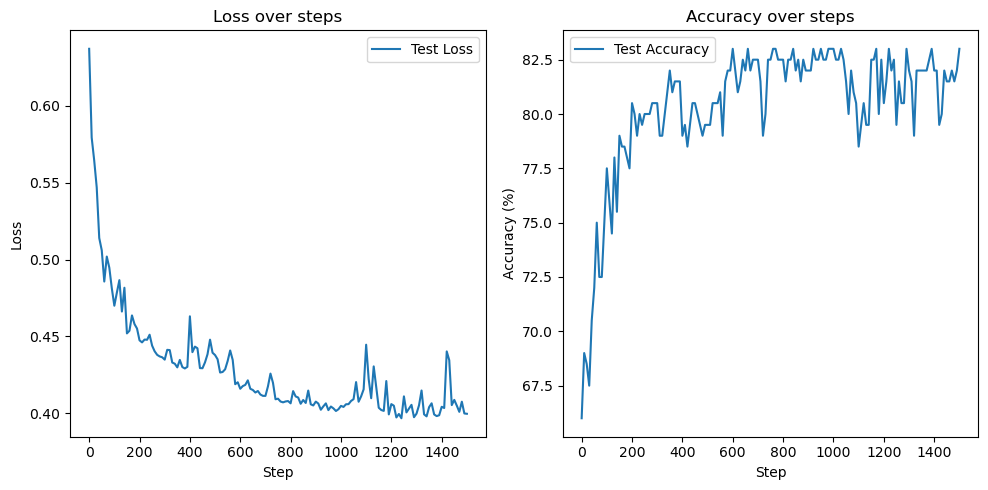 Loss over steps
Test Loss
0.60
0.55
0.50
0.45
0.40
Loss
0 200 400 600 800 1000 1200 1400
Step
Accuracy over steps
Test Accuracy
82.5
80.0
77.5
75.0
72.5
70.0
67.5
Accuracy (%)
0 200 400 600 800 1000 1200 1400
Step